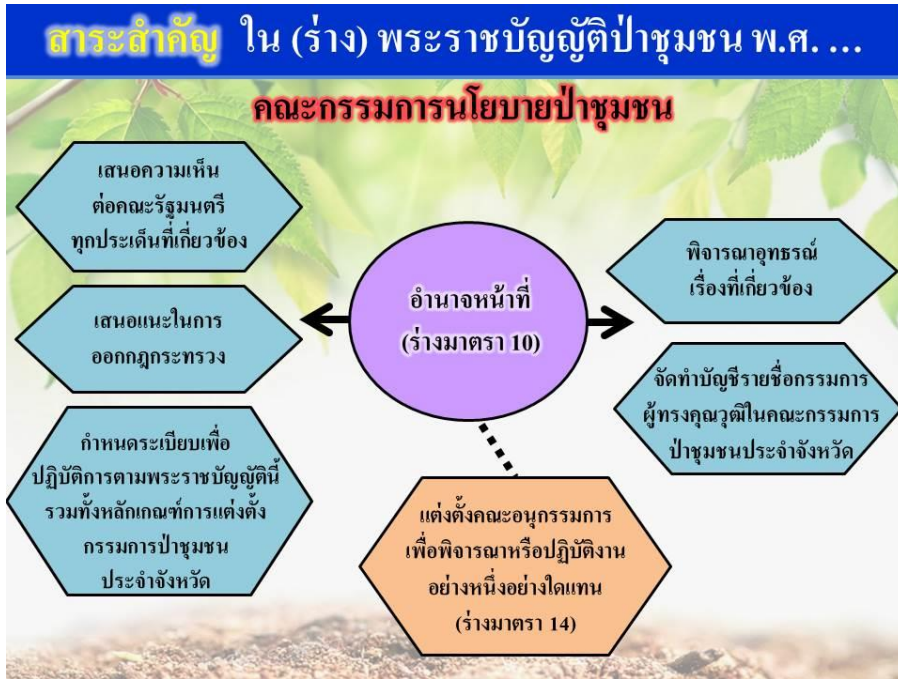 สาระสำคัญ ใน (ร่าง) พระราชบัญญัติป่าชุมชน พ.ศ. ...
คณะกรรมการนโยบายป่าชุมชน
เสนอความเห็น
ต่อคณะรัฐมนตรี
ทุกประเด็นที่เกี่ยวข้อง
เสนอแนะในการ
ออกกฎกระทรวง
กำหนดระเบียบเพื่อ
ปฏิบัติการตามพระราชบัญญัตินี้
รวมทั้งหลักเกณฑ์การแต่งตั้ง
กรรมการป่าชุมชน
ประจำจังหวัด
อำนาจหน้าที่
(ร่างมาตรา 10)
พิจารณาอุทธรณ์
เรื่องที่เกี่ยวข้อง
จัดทำบัญชีรายชื่อกรรมการ
ผู้ทรงคุณวุฒิในคณะกรรมการ
ป่าชุมชนประจำจังหวัด
แต่งตั้งคณะอนุกรรมการ
เพื่อพิจารณาหรือปฏิบัติงาน
อย่างหนึ่งอย่างใดแทน
(ร่างมาตรา 14)